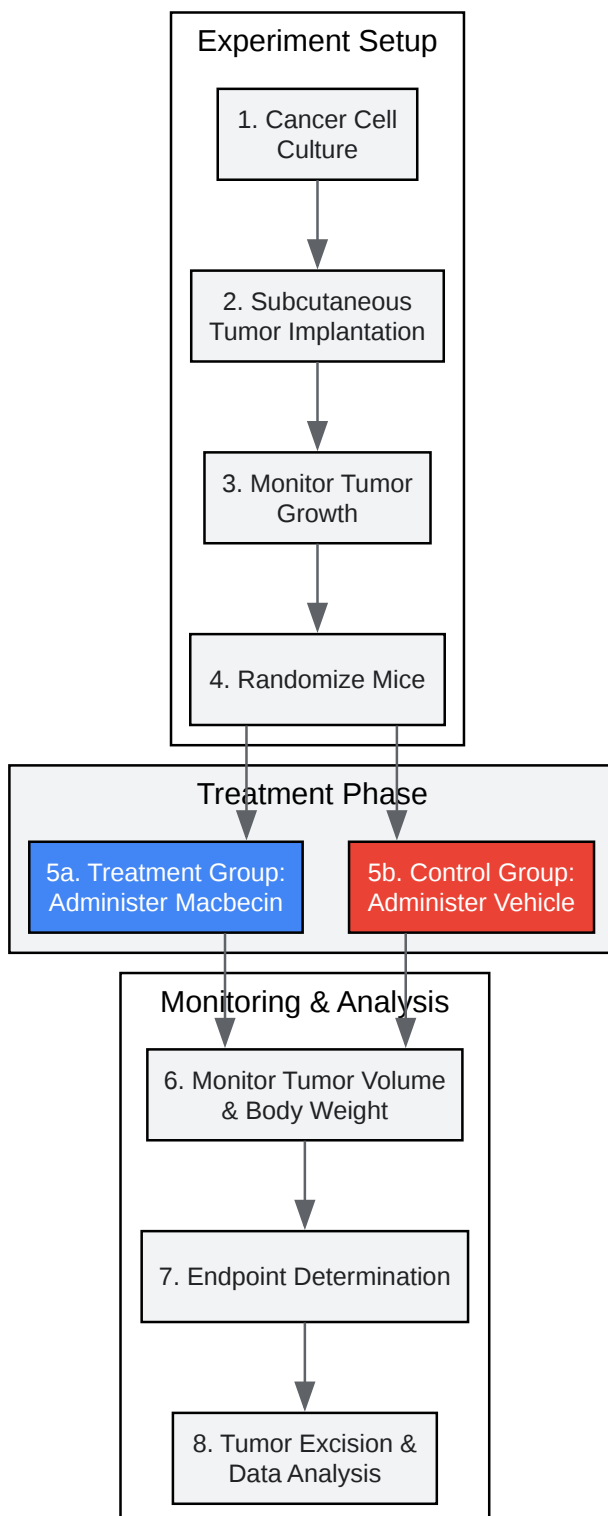 Experiment Setup
1. Cancer Cell
Culture
2. Subcutaneous
Tumor Implantation
3. Monitor Tumor
Growth
4. Randomize Mice
Treatment Phase
5a. Treatment Group:
Administer Macbecin
5b. Control Group:
Administer Vehicle
Monitoring & Analysis
6. Monitor Tumor Volume
& Body Weight
7. Endpoint Determination
8. Tumor Excision &
Data Analysis